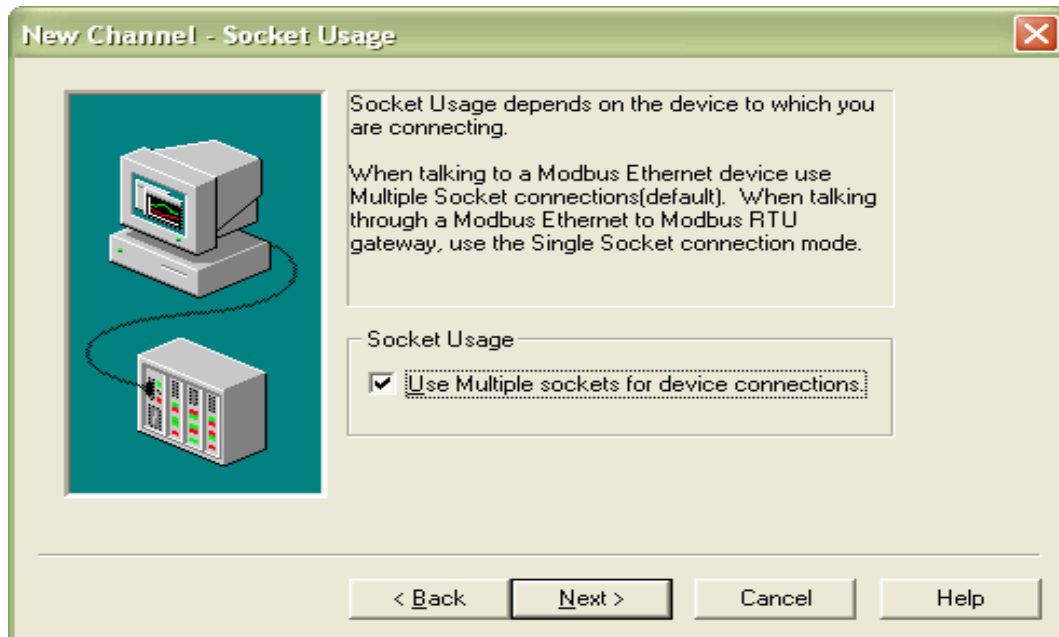 New Channel - Socket Usage
Socket Usage depends on the device to which you
are connecting.
When talking to a Modbus Ethernet device use
Multiple Socket connections(default).  When talking
through a Modbus Ethernet to Modbus RTU
gateway, use the Single Socket connection mode.
Socket Usage
Use Multiple sockets for device connections.
< Back
Next >
Cancel
Help